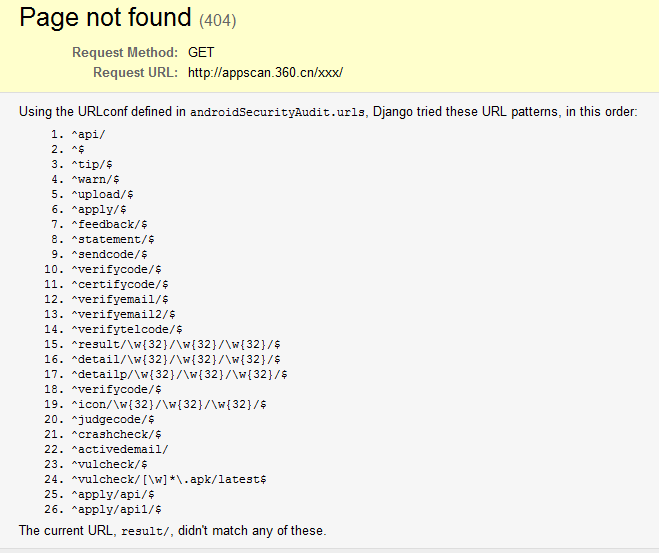 Page not found (404)
Request Method: GET
Request URL: http://appscan.360.cn/xxx/
Using the URLconf defined in androidSecurityAudit.urls, Django tried these URL patterns, in this order:
1. ^api/
2. ^$
3. ^tip/$
4. ^warn/$
5. ^upload/$
6. ^apply/$
7. ^feedback/$
8. ^statement/$
9. ^sendcode/$
10. ^verifycode/$
11. ^certifycode/$
12. ^verifyemail/$
13. ^verifyemail2/$
14. ^verifytelcode/$
15. ^result/\w{32}/\w{32}/\w{32}/$
16. ^detail/\w{32}/\w{32}/\w{32}/$
17. ^detailp/\w{32}/\w{32}/\w{32}/$
18. ^verifycode/$
19. ^icon/\w{32}/\w{32}/\w{32}/$
20. ^judgecode/$
21. ^crashcheck/$
22. ^activedemail/
23. ^vulcheck/$
24. ^vulcheck/[\w]*\.apk/latest$
25. ^apply/api/$
26. ^apply/api1/$
The current URL, result/, didn't match any of these.